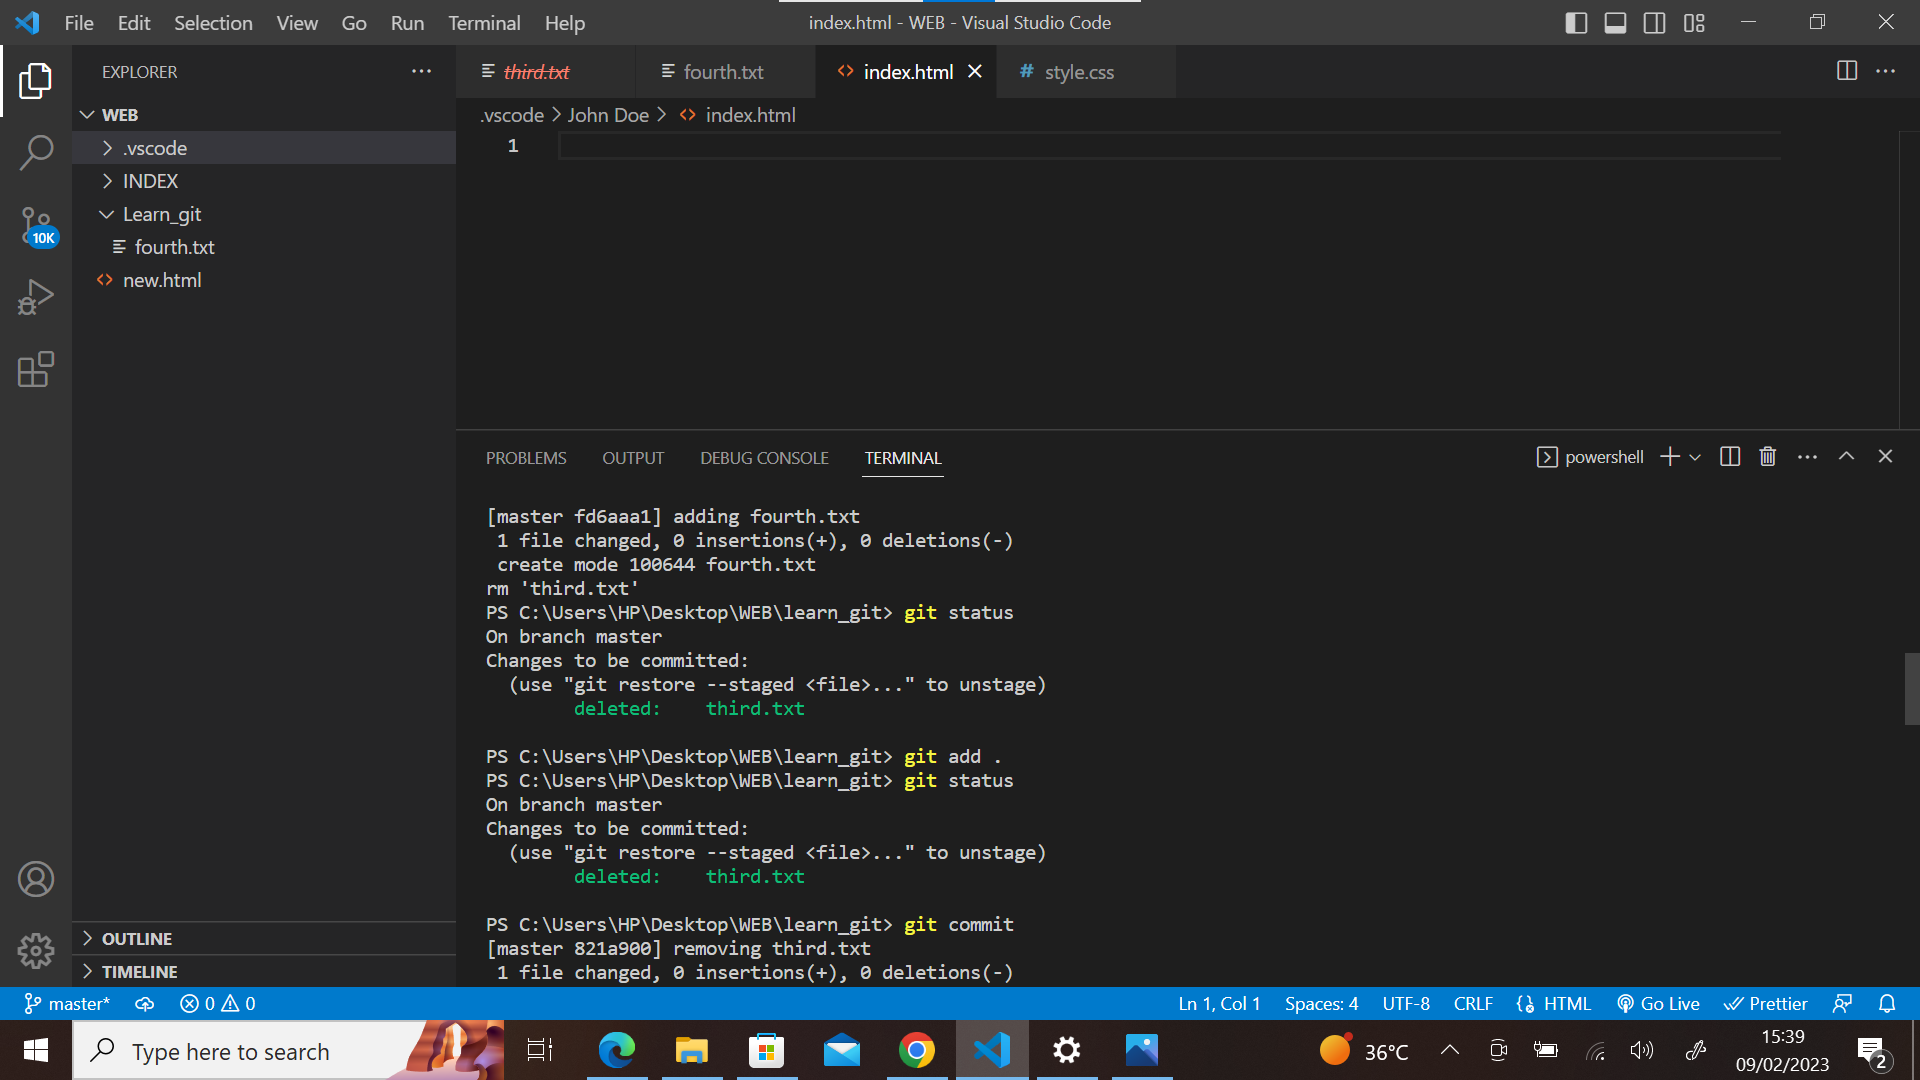 File Edit Selection View Go Run Terminal Help
index.html - WEB - Visual Studio Code
EXPLORER
WEB
.vscode
INDEX
Learn_git
fourth.txt
new.html
OUTLINE
TIMELINE
10K
third.txt
fourth.txt
index.html
style.css
.vscode > John Doe > index.html
1
PROBLEMS OUTPUT DEBUG CONSOLE TERMINAL
powershell
[master fd6aaa1] adding fourth.txt
1 file changed, 0 insertions(+), 0 deletions(-)
create mode 100644 fourth.txt
rm 'third.txt'
PS C:\Users\HP\Desktop\WEB\learn_git> git status
On branch master
Changes to be committed:
(use "git restore --staged <file>..." to unstage)
deleted:    third.txt
PS C:\Users\HP\Desktop\WEB\learn_git> git add .
PS C:\Users\HP\Desktop\WEB\learn_git> git status
On branch master
Changes to be committed:
(use "git restore --staged <file>..." to unstage)
deleted:    third.txt
PS C:\Users\HP\Desktop\WEB\learn_git> git commit
[master 821a900] removing third.txt
1 file changed, 0 insertions(+), 0 deletions(-)
master* 0 0 Ln 1, Col 1 Spaces: 4 UTF-8 CRLF HTML Go Live Prettier
Type here to search
36°C
15:39
09/02/2023
2